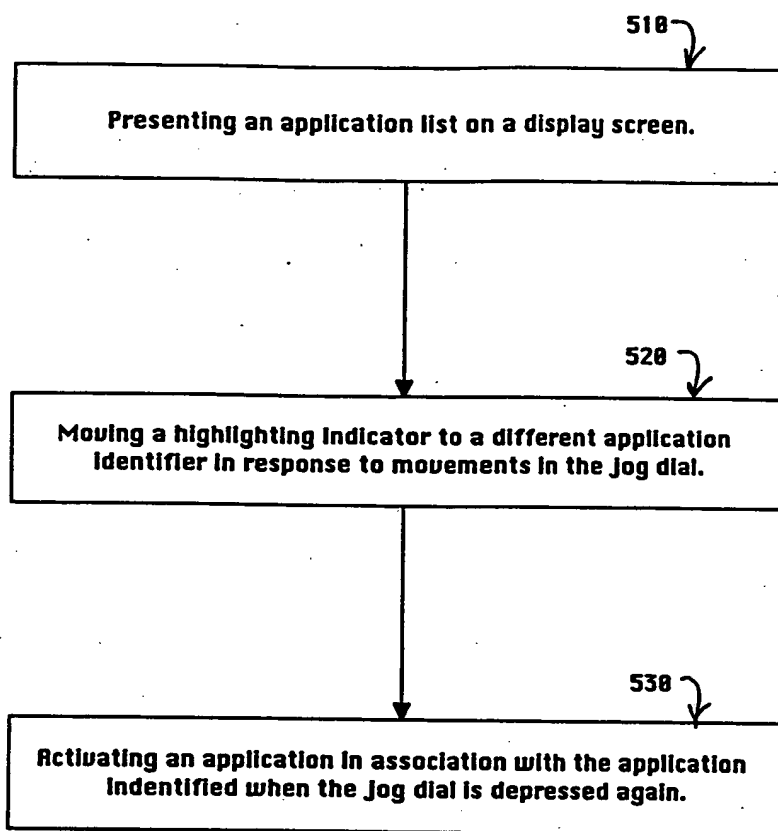 510
Presenting an application list on a display screen.
520
Moving a highlighting indicator to a different application
identifier in response to movements in the jog dial.
530
Activating an application in association with the application
indentified when the jog dial is depressed again.